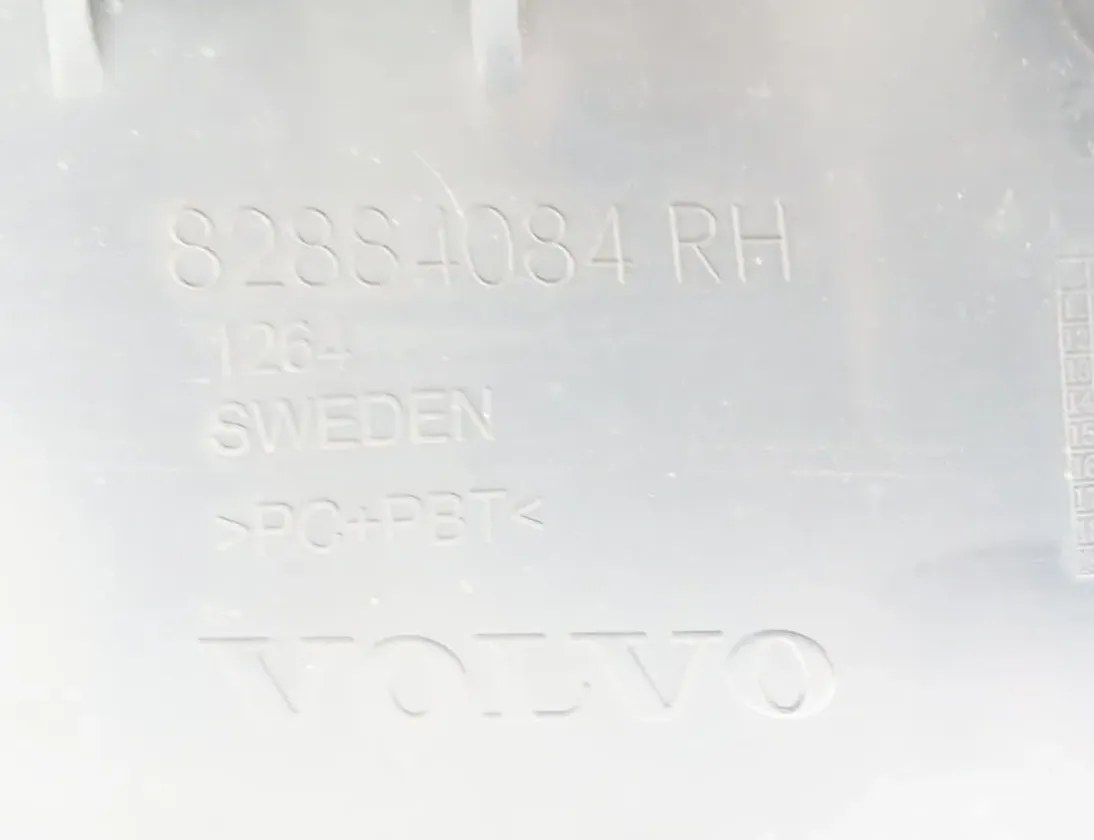 82884084 RH
1264
SWEDEN
>PC+PBT<
VOLVO